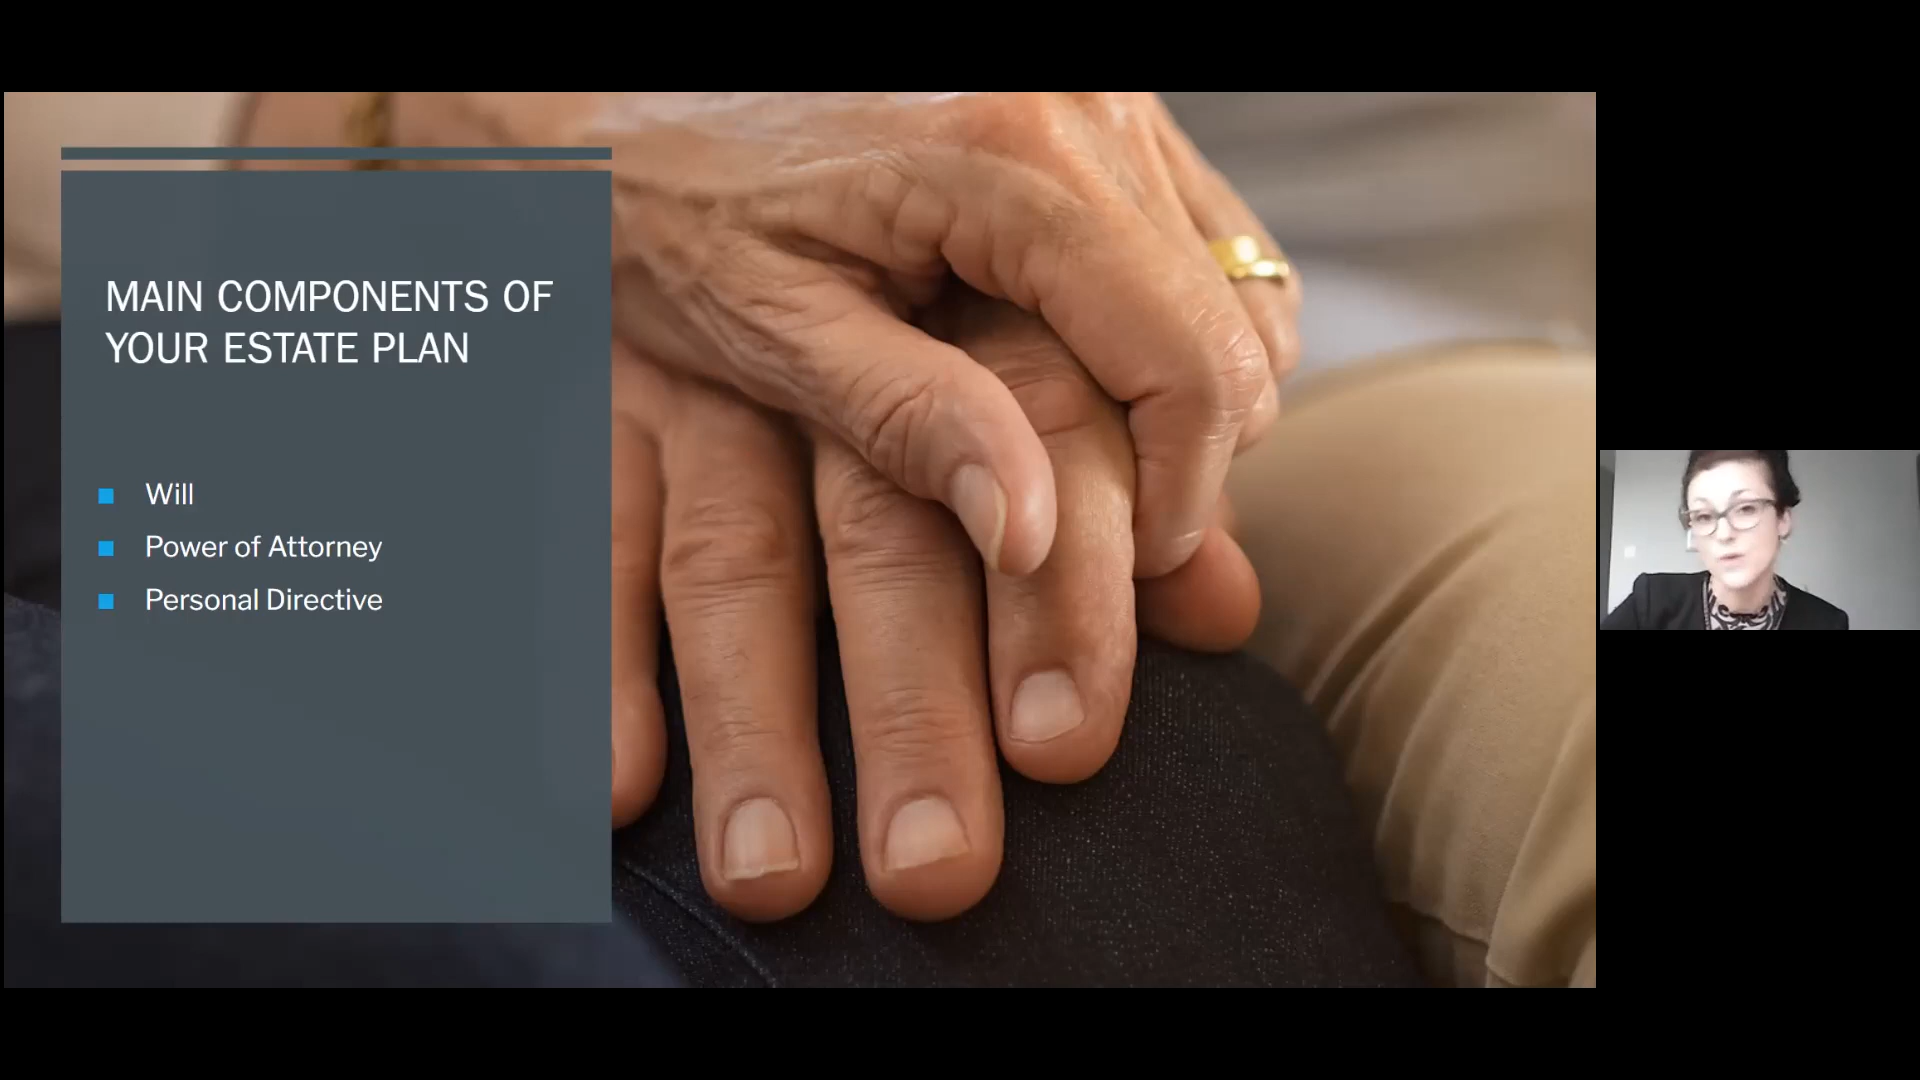 MAIN COMPONENTS OF
YOUR ESTATE PLAN
Will
Power of Attorney
Personal Directive